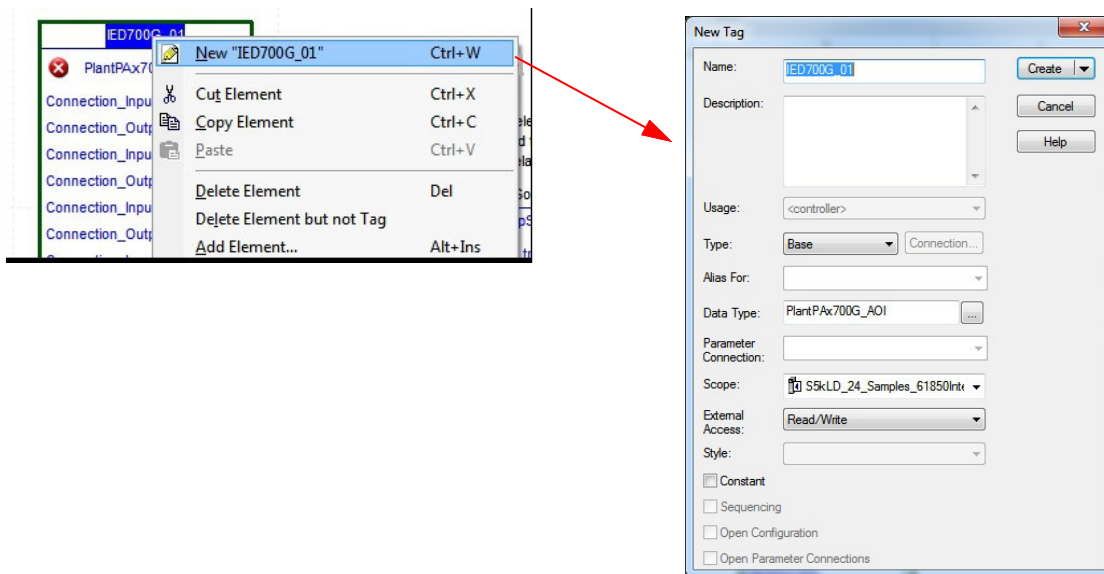 IED700G_01
PlantPAx70
Connection_Inpu
Connection_Outp
Connection_Inpu
Connection_Outp
Connection_Inpu
Connection_Outp
New "IED700G_01" Ctrl+W
Cut Element Ctrl+X
Copy Element Ctrl+C
Paste Ctrl+V
Delete Element Del
Delete Element but not Tag
Add Element... Alt+Ins
New Tag
Name: IED700G_01
Create
Description:
Cancel
Help
Usage: <controller>
Type: Base Connection...
Alias For:
Data Type: PlantPAx700G_AOI ...
Parameter
Connection:
Scope: S5kLD_24_Samples_61850Inte
External
Access: Read/Write
Style:
Constant
Sequencing
Open Configuration
Open Parameter Connections